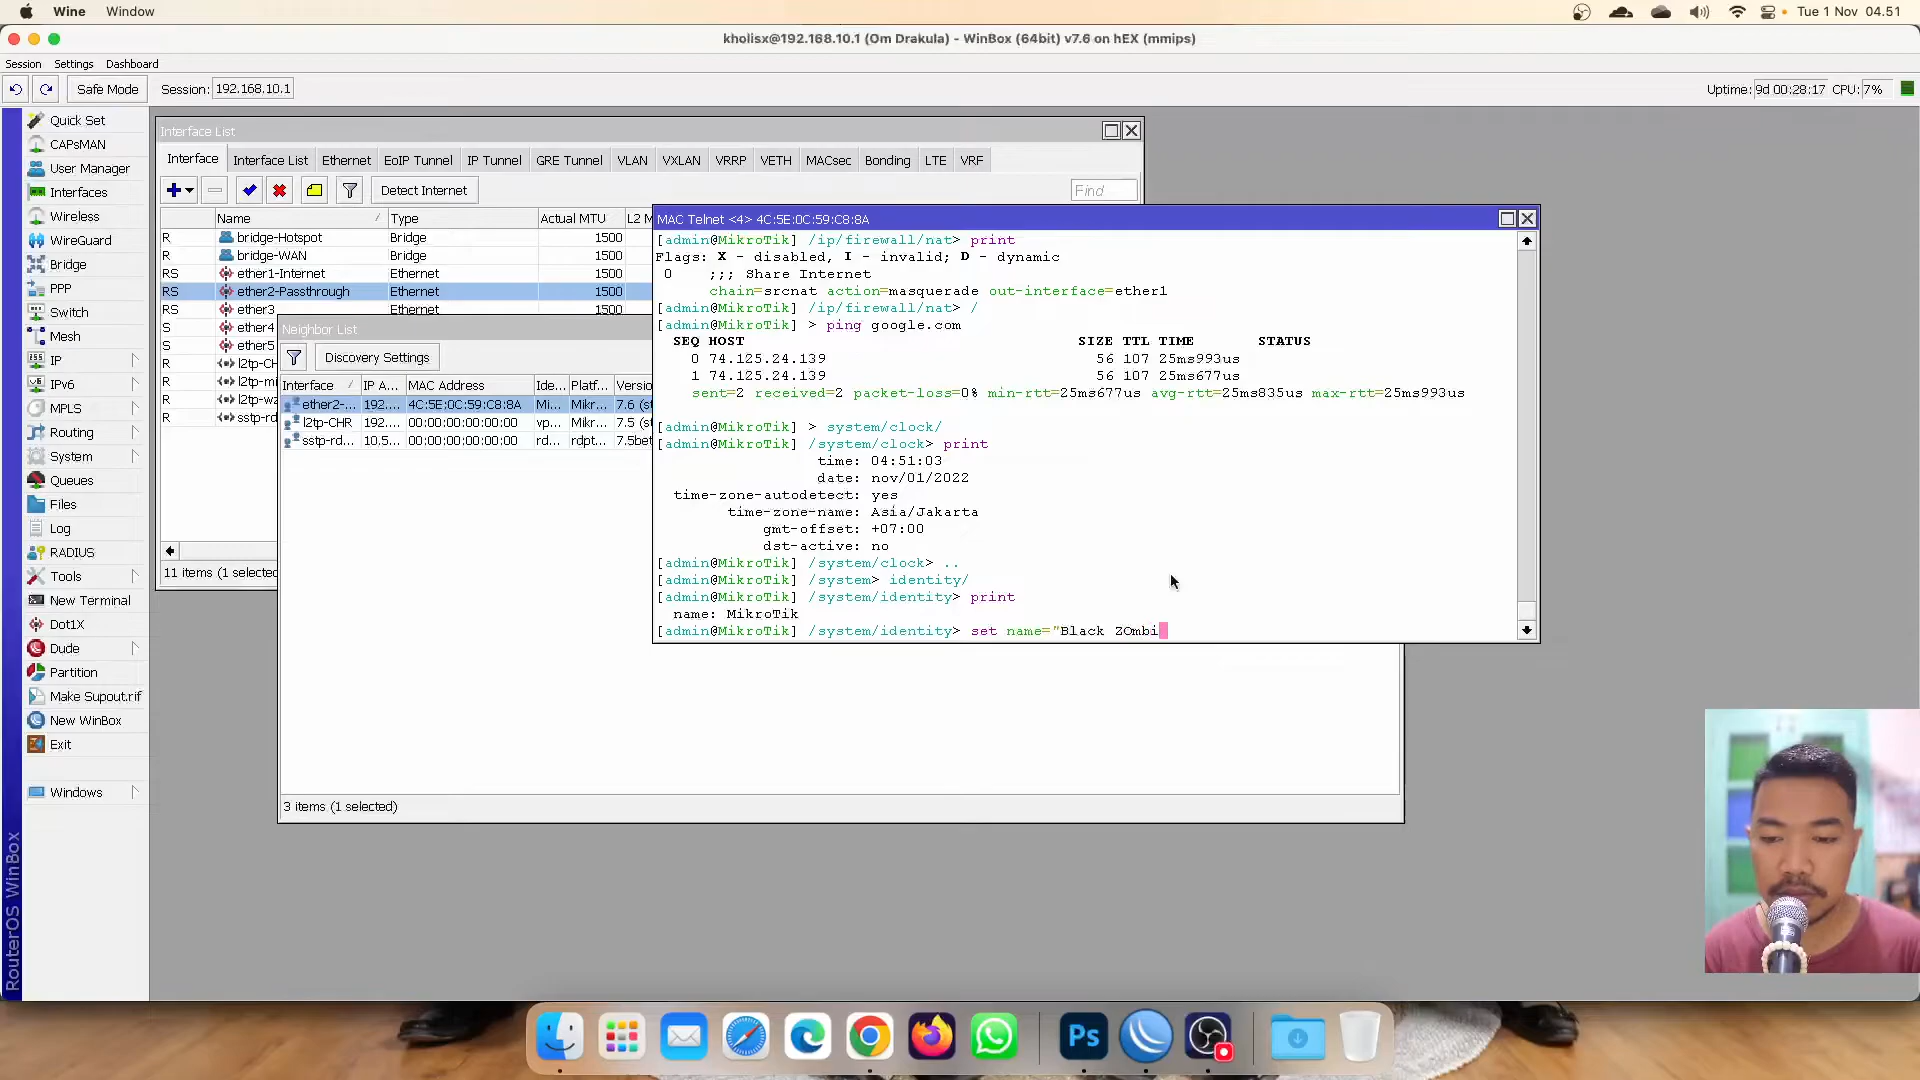 Wine Window Tue 1 Nov 04.51
kholisx@192.168.10.1 (Om Drakula) - WinBox (64bit) v7.6 on hEX (mmips)
Session Settings Dashboard
Safe Mode Session: 192.168.10.1 Uptime: 9d 00:28:17 CPU: 7%
RouterOS WinBox
Quick Set
CAPsMAN
User Manager
Interfaces
Wireless
WireGuard
Bridge
PPP
Switch
Mesh
IP
IPv6
MPLS
Routing
System
Queues
Files
Log
RADIUS
Tools
New Terminal
Dot1X
Dude
Partition
Make Supout.rif
New WinBox
Exit
Windows
Interface List
Interface Interface List Ethernet EoIP Tunnel IP Tunnel GRE Tunnel VLAN VXLAN VRRP VETH MACsec Bonding LTE VRF
Detect Internet Find
Name Type Actual MTU L2 M
R bridge-Hotspot Bridge 1500
R bridge-WAN Bridge 1500
RS ether1-Internet Ethernet 1500
RS ether2-Passthrough Ethernet 1500
RS ether3 Ethernet 1500
S ether4
S ether5
R l2tp-CH
R l2tp-mi
R l2tp-wz
R sstp-rd
11 items (1 selected
Neighbor List
Discovery Settings
Interface IP A... MAC Address Ide... Platf... Versio
ether2-... 192.... 4C:5E:0C:59:C8:8A Mi... Mikr... 7.6 (st
l2tp-CHR 192.... 00:00:00:00:00:00 vp... Mikr... 7.5 (st
sstp-rd... 10.5... 00:00:00:00:00:00 rd... rdpt... 7.5bet
3 items (1 selected)
MAC Telnet <4> 4C:5E:0C:59:C8:8A
[admin@MikroTik] /ip/firewall/nat> print
Flags: X - disabled, I - invalid; D - dynamic
0 ;;; Share Internet
chain=srcnat action=masquerade out-interface=ether1
[admin@MikroTik] /ip/firewall/nat> /
[admin@MikroTik] > ping google.com
SEQ HOST SIZE TTL TIME STATUS
0 74.125.24.139 56 107 25ms993us
1 74.125.24.139 56 107 25ms677us
sent=2 received=2 packet-loss=0% min-rtt=25ms677us avg-rtt=25ms835us max-rtt=25ms993us
[admin@MikroTik] > system/clock/
[admin@MikroTik] /system/clock> print
time: 04:51:03
date: nov/01/2022
time-zone-autodetect: yes
time-zone-name: Asia/Jakarta
gmt-offset: +07:00
dst-active: no
[admin@MikroTik] /system/clock> ..
[admin@MikroTik] /system> identity/
[admin@MikroTik] /system/identity> print
name: MikroTik
[admin@MikroTik] /system/identity> set name="Black ZOmbi
Ps